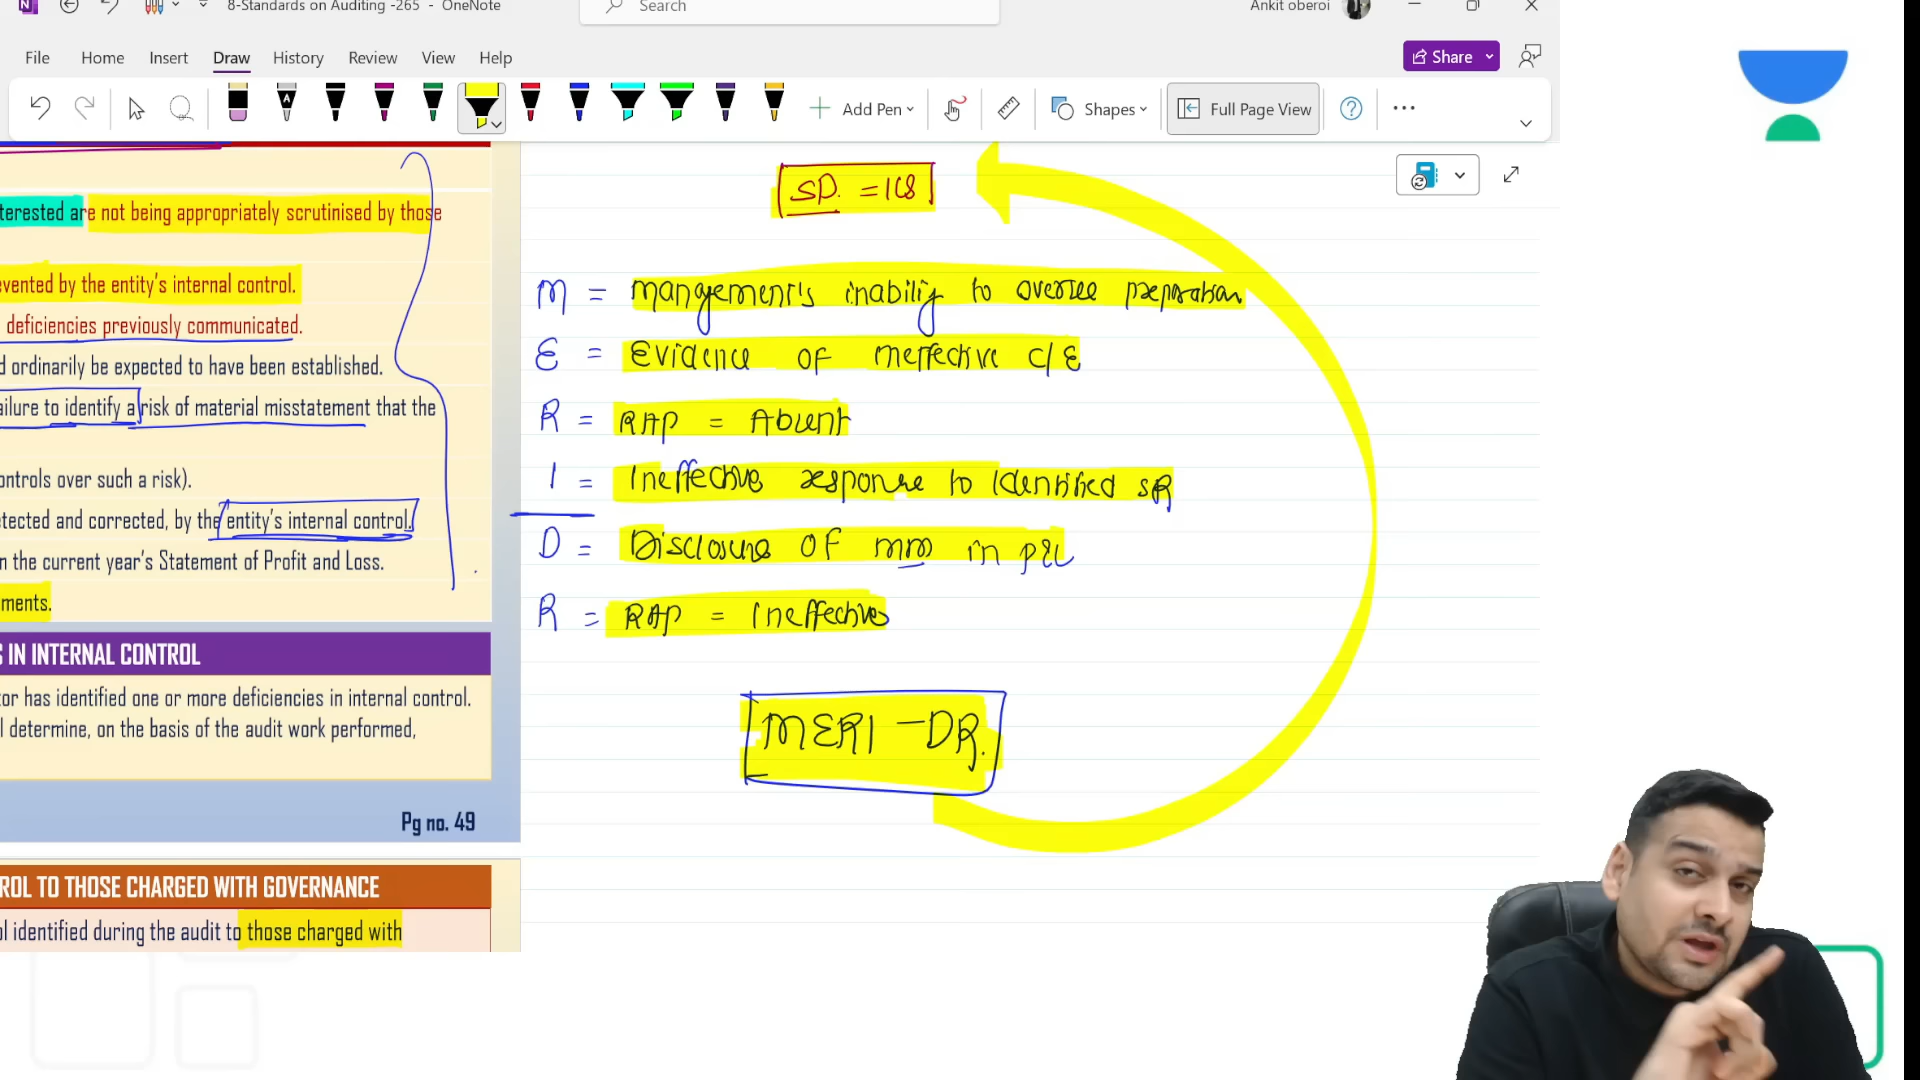 8-Standards on Auditing -265 - OneNote
Search
Ankit oberoi
File Home Insert Draw History Review View Help
Share
Add Pen
Shapes
Full Page View
terested are not being appropriately scrutinised by those
evented by the entity's internal control.
deficiencies previously communicated.
d ordinarily be expected to have been established.
ailure to identify a risk of material misstatement that the
ontrols over such a risk).
etected and corrected, by the entity's internal control.
n the current year's Statement of Profit and Loss.
ments.
S IN INTERNAL CONTROL
tor has identified one or more deficiencies in internal control.
l determine, on the basis of the audit work performed,
Pg no. 49
ROL TO THOSE CHARGED WITH GOVERNANCE
ol identified during the audit to those charged with
SD. =
M = Mangement's inability to oversee preparation
E = Evidence of ineffective C/E
R = RAP = Absent
I = Ineffective response to Identified SR
D = Disclosure of mm in P&L
R = RAP = Ineffective
MERI - DR.